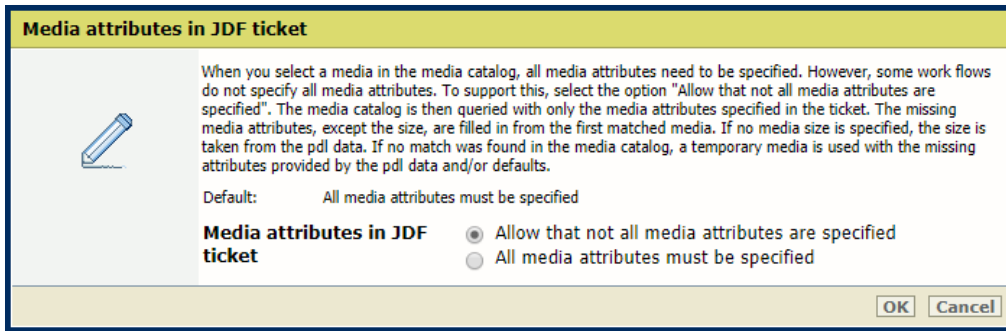 Media attributes in JDF ticket
When you select a media in the media catalog, all media attributes need to be specified. However, some work flows
do not specify all media attributes. To support this, select the option "Allow that not all media attributes are
specified". The media catalog is then queried with only the media attributes specified in the ticket. The missing
media attributes, except the size, are filled in from the first matched media. If no media size is specified, the size is
taken from the pdl data. If no match was found in the media catalog, a temporary media is used with the missing
attributes provided by the pdl data and/or defaults.
Default: All media attributes must be specified
Media attributes in JDF Allow that not all media attributes are specified
ticket All media attributes must be specified
OK Cancel